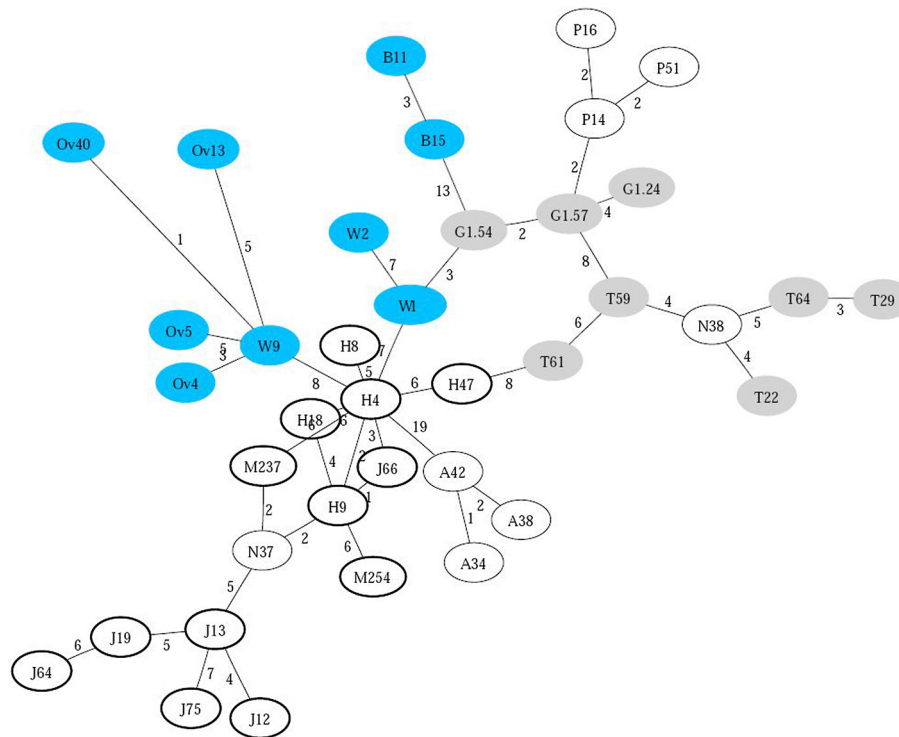 P16
B11
P51
2
2
3
P14
Ov40
Ov13
B15
2
13
G1.24
G1.57
4
W2
G1.54
2
1
5
8
7
3
T59
T64
T29
W1
4
3
N38
5
Ov5
6
W9
H8
7
5
3
4
T61
Ov4
5
8
H47
8
6
T22
H4
H18
6
6
3
19
M237
4
2
J66
A42
1
2
H9
2
1
A38
2
6
N37
A34
M254
5
J13
J19
6
5
J64
7
4
J75
J12